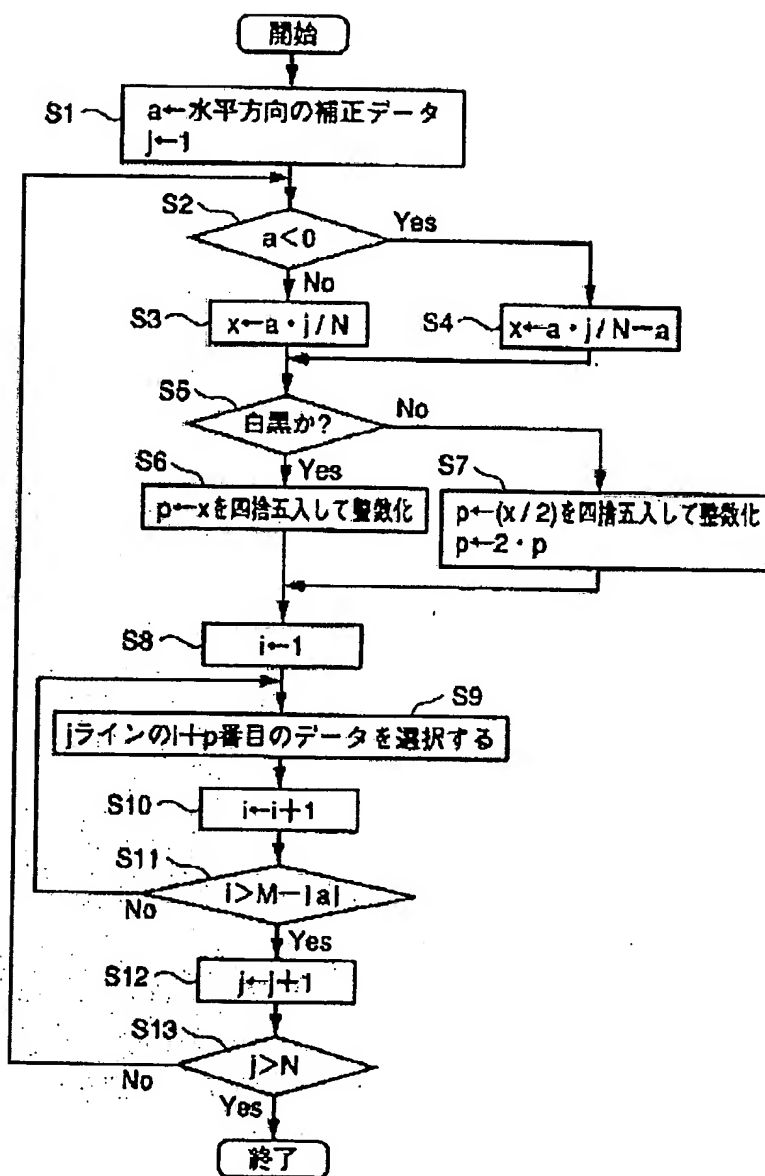 開始
S1
a←水平方向の補正データ
j←1
S2
a<0
Yes
No
S3
x←a・j/N
S4
x←a・j/N−a
S5
白黒か?
No
S6
Yes
p←xを四捨五入して整数化
S7
p←(x/2)を四捨五入して整数化
p←2・p
S8
i←1
S9
jラインのi+p番目のデータを選択する
S10
i←i+1
S11
i>M−|a|
No
Yes
S12
j←j+1
S13
j>N
No
Yes
終了